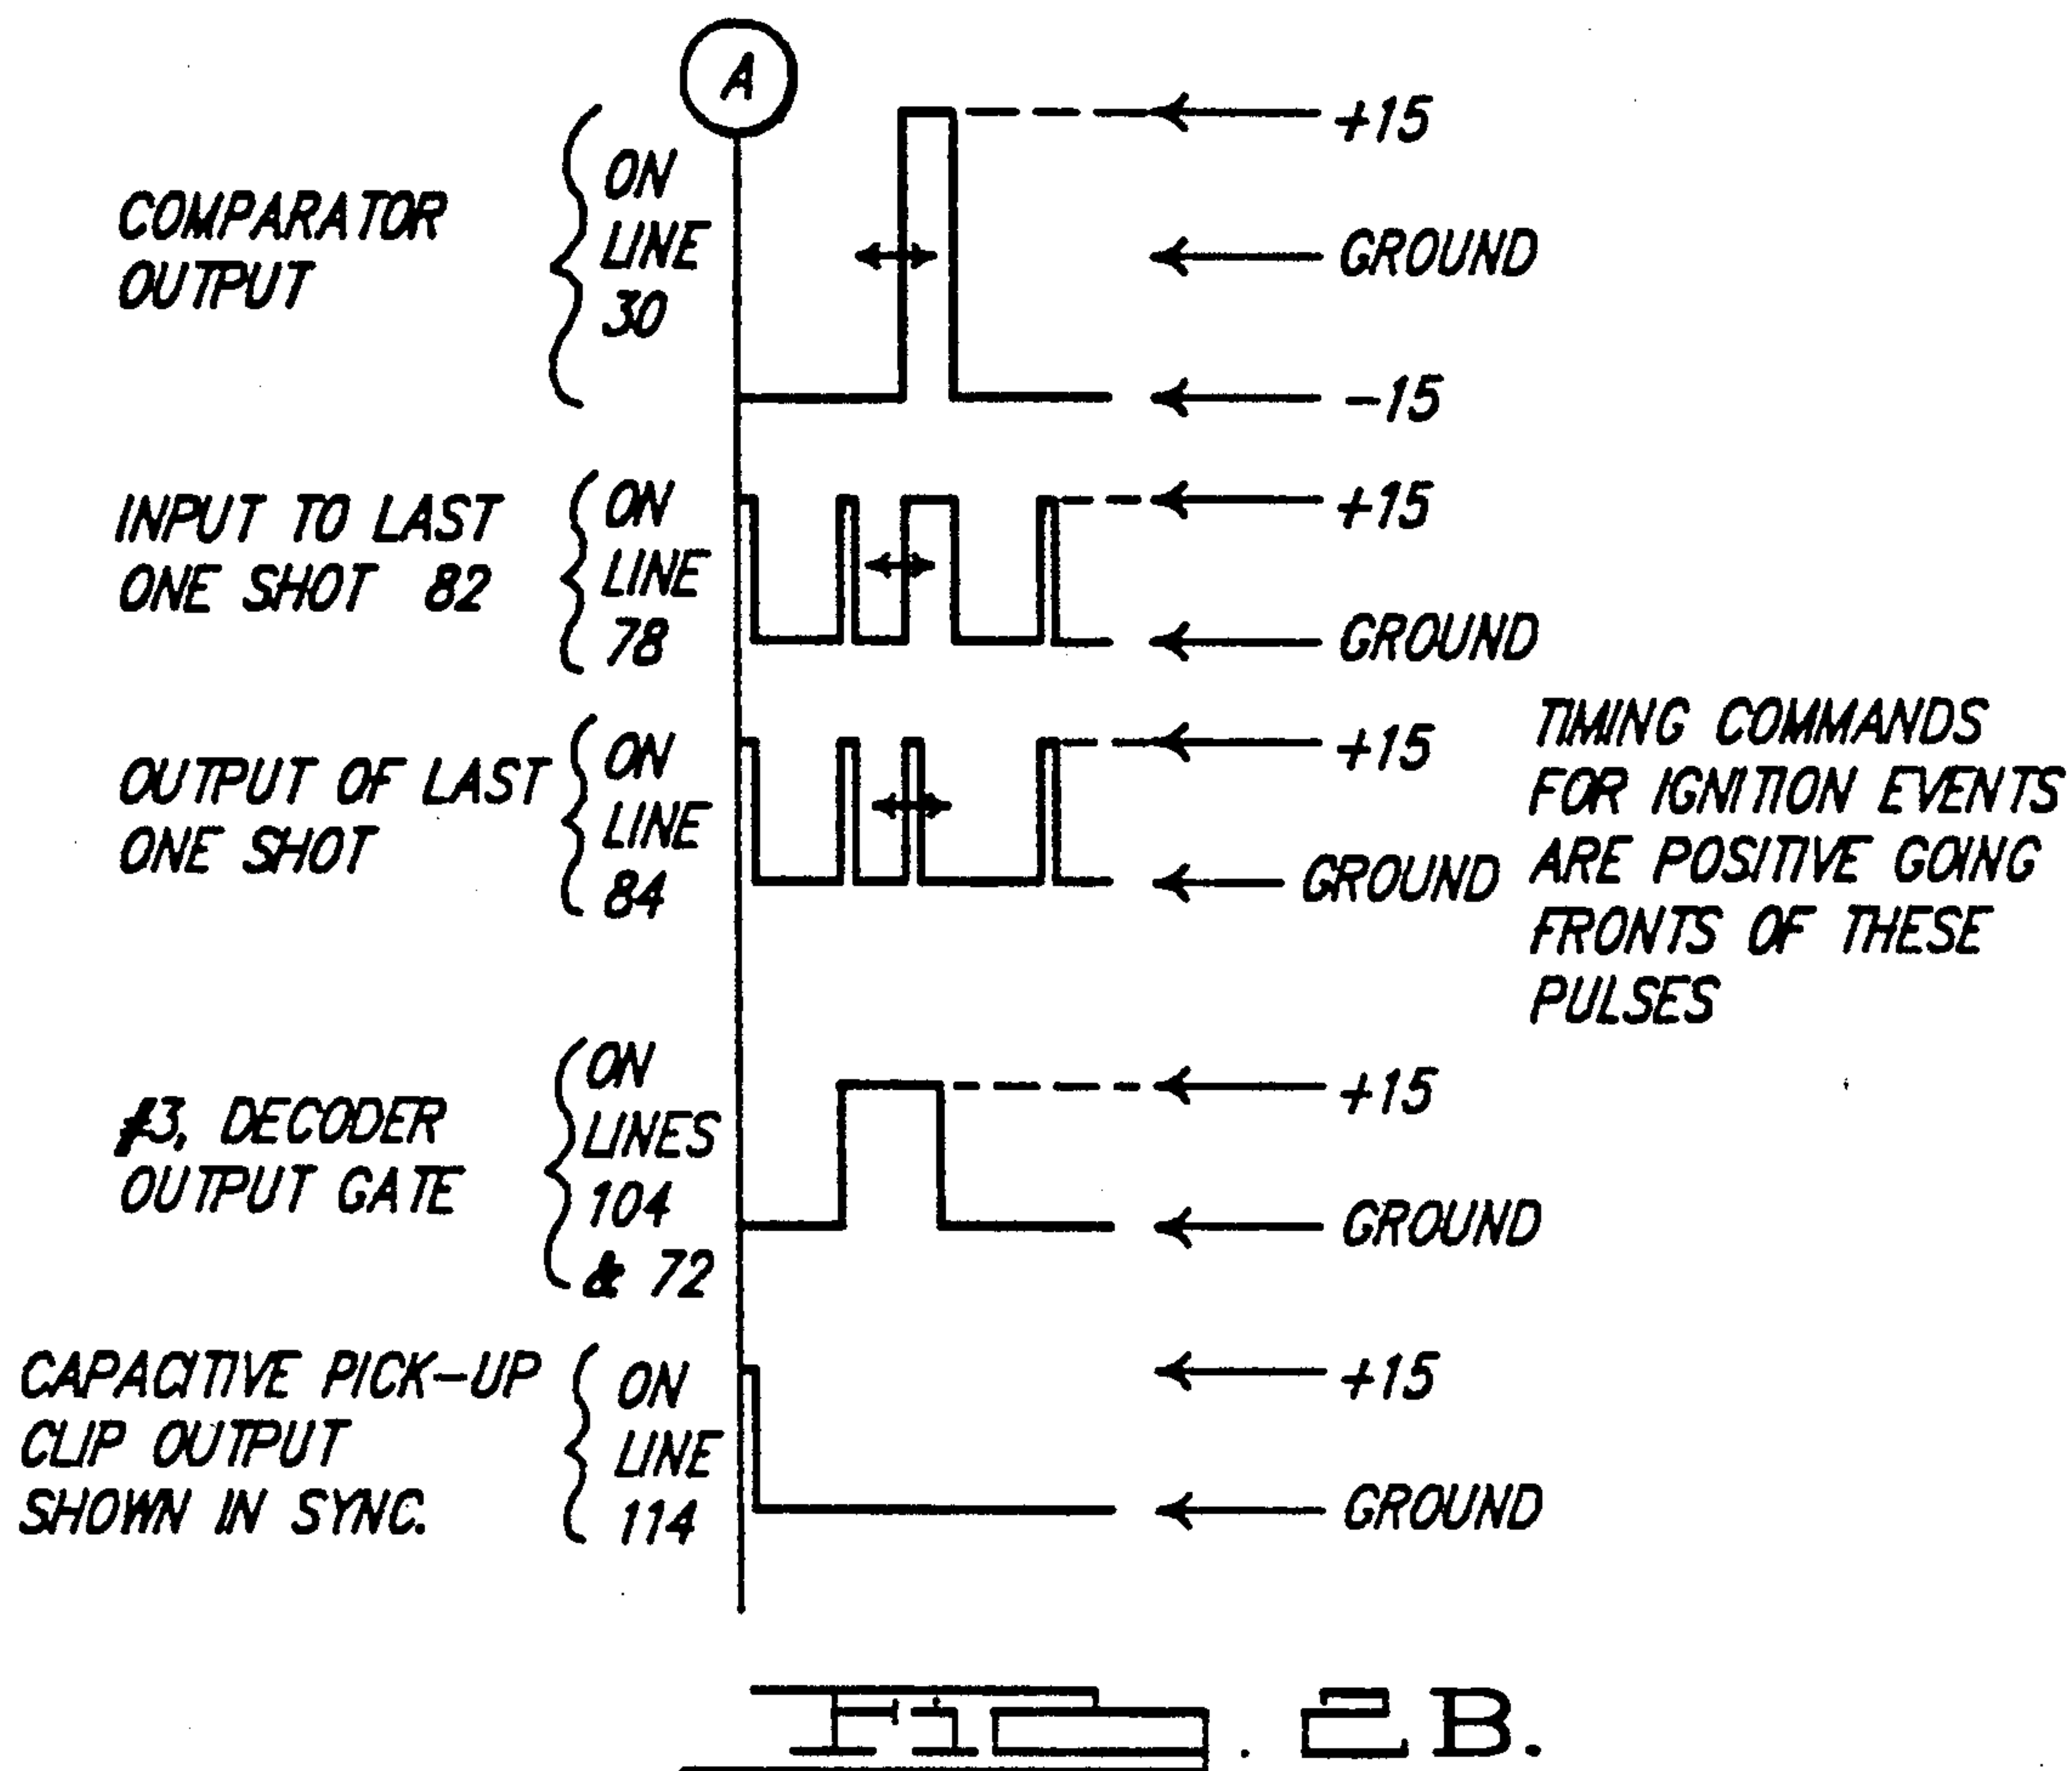 A
COMPARATOR
OUTPUT
ON
LINE
30
+15
GROUND
-15
INPUT TO LAST
ONE SHOT 82
ON
LINE
78
+15
GROUND
OUTPUT OF LAST
ONE SHOT
ON
LINE
84
+15
GROUND
TIMING COMMANDS
FOR IGNITION EVENTS
ARE POSITIVE GOING
FRONTS OF THESE
PULSES
#3, DECODER
OUTPUT GATE
ON
LINES
104
& 72
+15
GROUND
CAPACITIVE PICK-UP
CLIP OUTPUT
SHOWN IN SYNC.
ON
LINE
114
+15
GROUND
FIG. 2B.